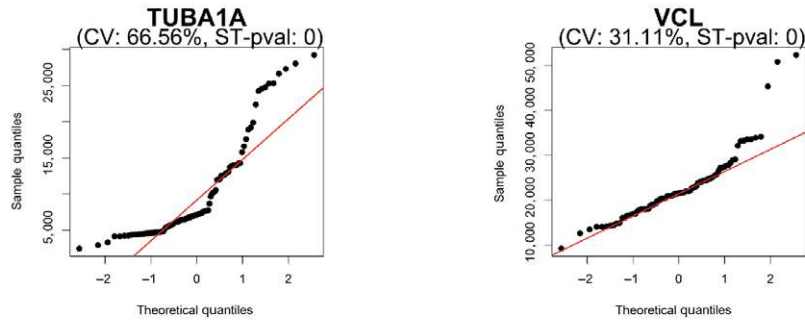 TUBA1A
(CV: 66.56%, ST-pval: 0)
25,000
15,000
5,000
Sample quantiles
−2 −1 0 1 2
Theoretical quantiles
VCL
(CV: 31.11%, ST-pval: 0)
50,000
40,000
30,000
20,000
10,000
Sample quantiles
−2 −1 0 1 2
Theoretical quantiles